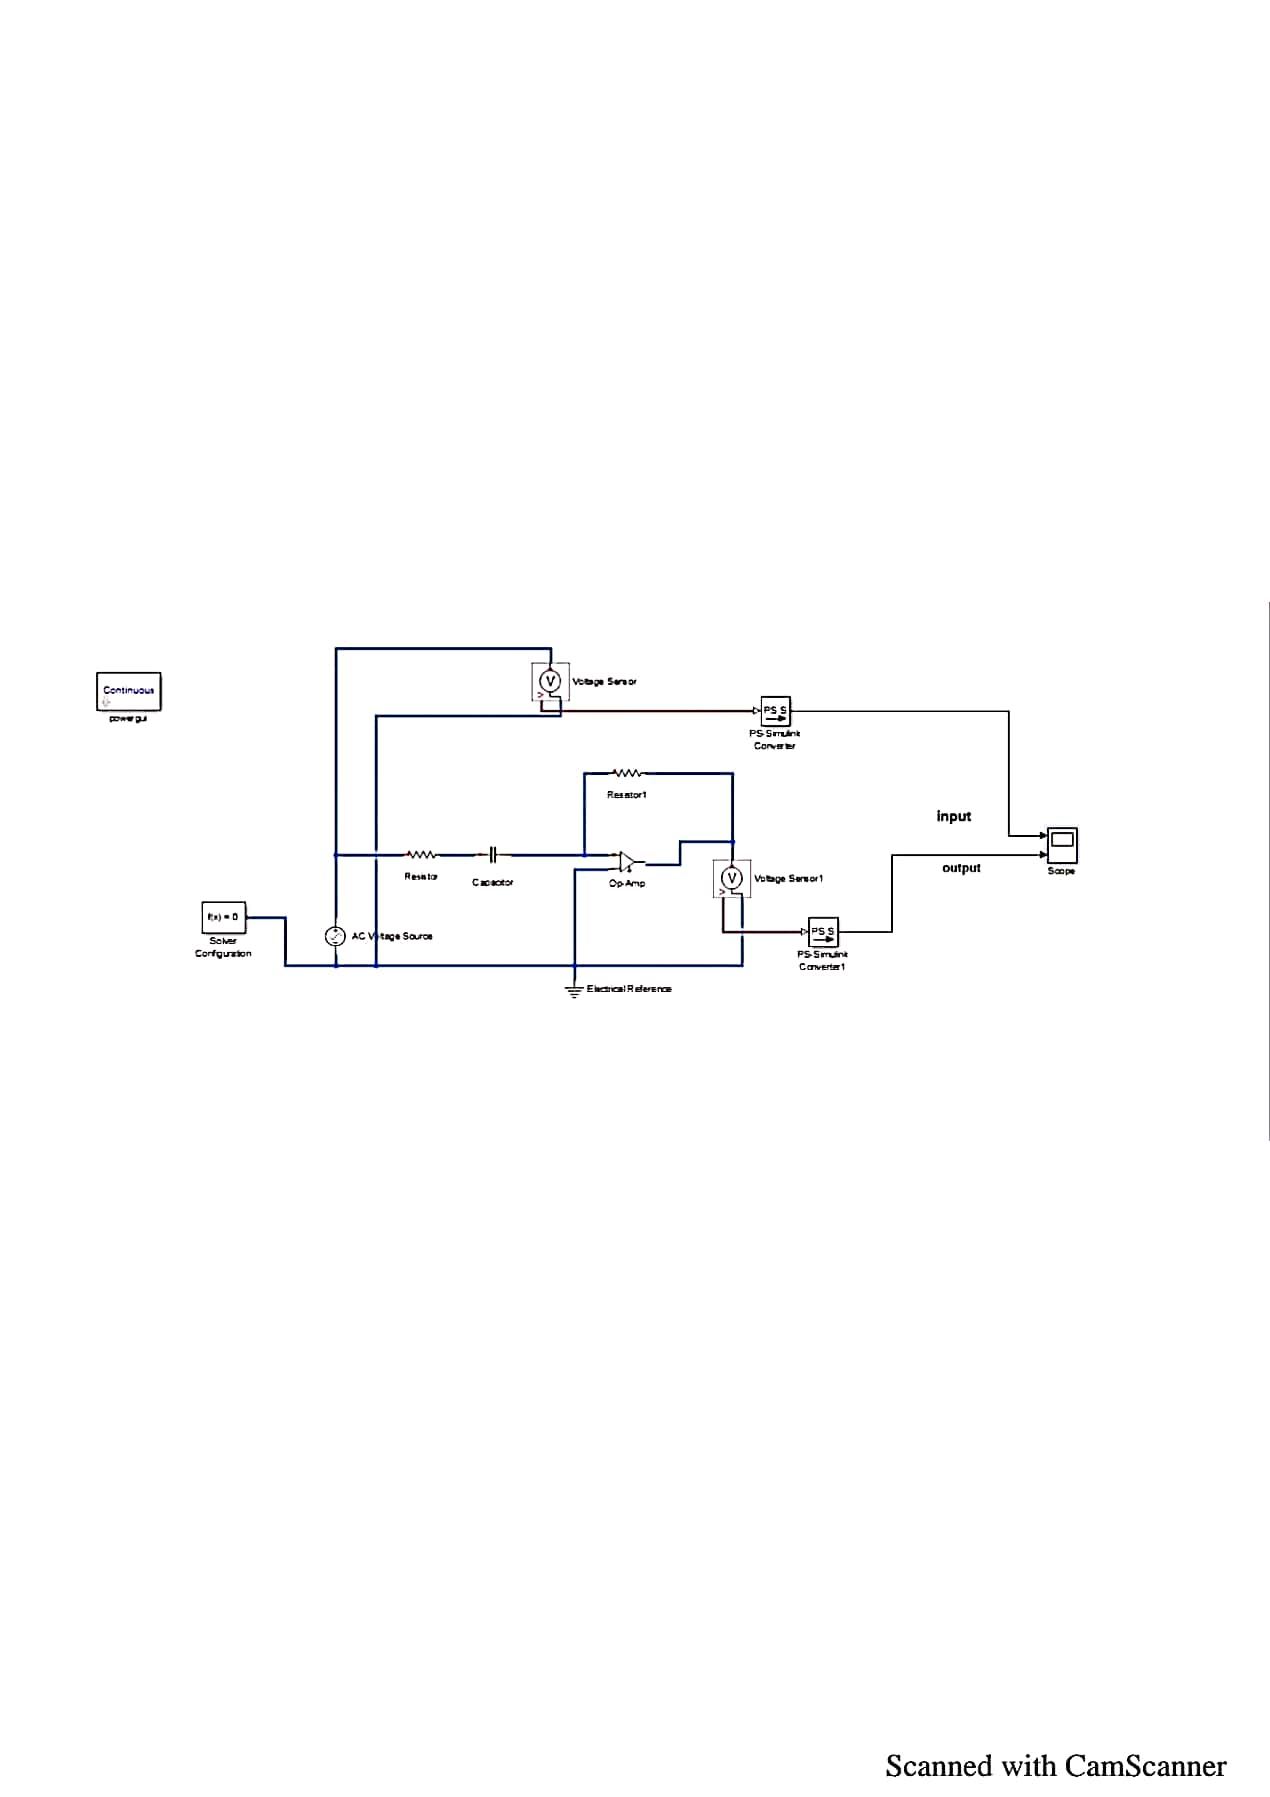 Continuous
powergui
V
Voltage Sensor
PS S
PS-Simulink
Converter
Resistor1
input
output
Scope
Resistor
Capacitor
Op-Amp
V
Voltage Sensor1
f(x) = 0
Solver
Configuration
AC Voltage Source
PS S
PS-Simulink
Converter1
Electrical Reference
Scanned with CamScanner